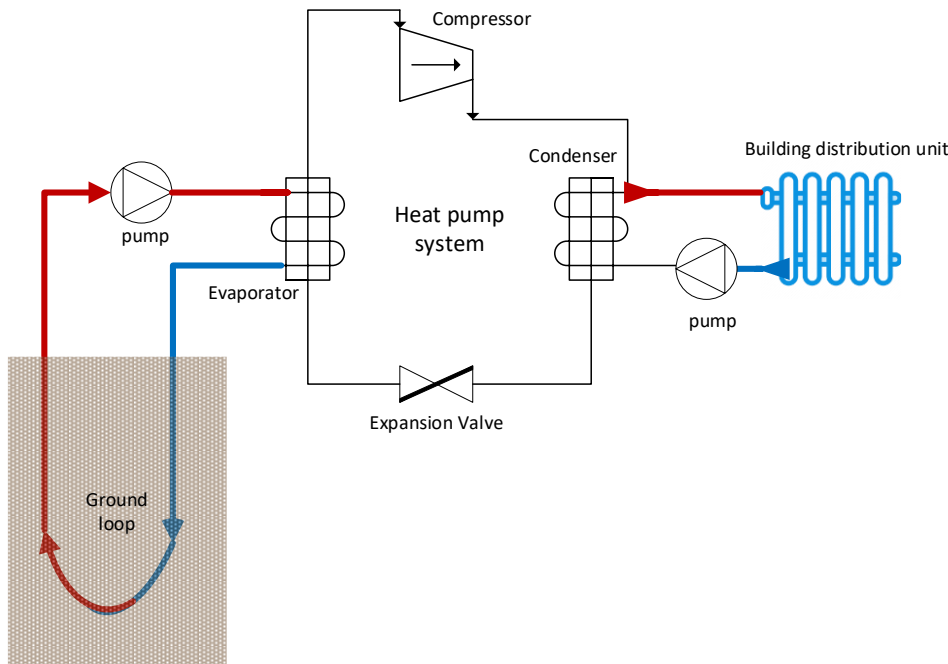 Compressor
Condenser
Building distribution unit
Heat pump
system
pump
Evaporator
pump
Expansion Valve
Ground
loop